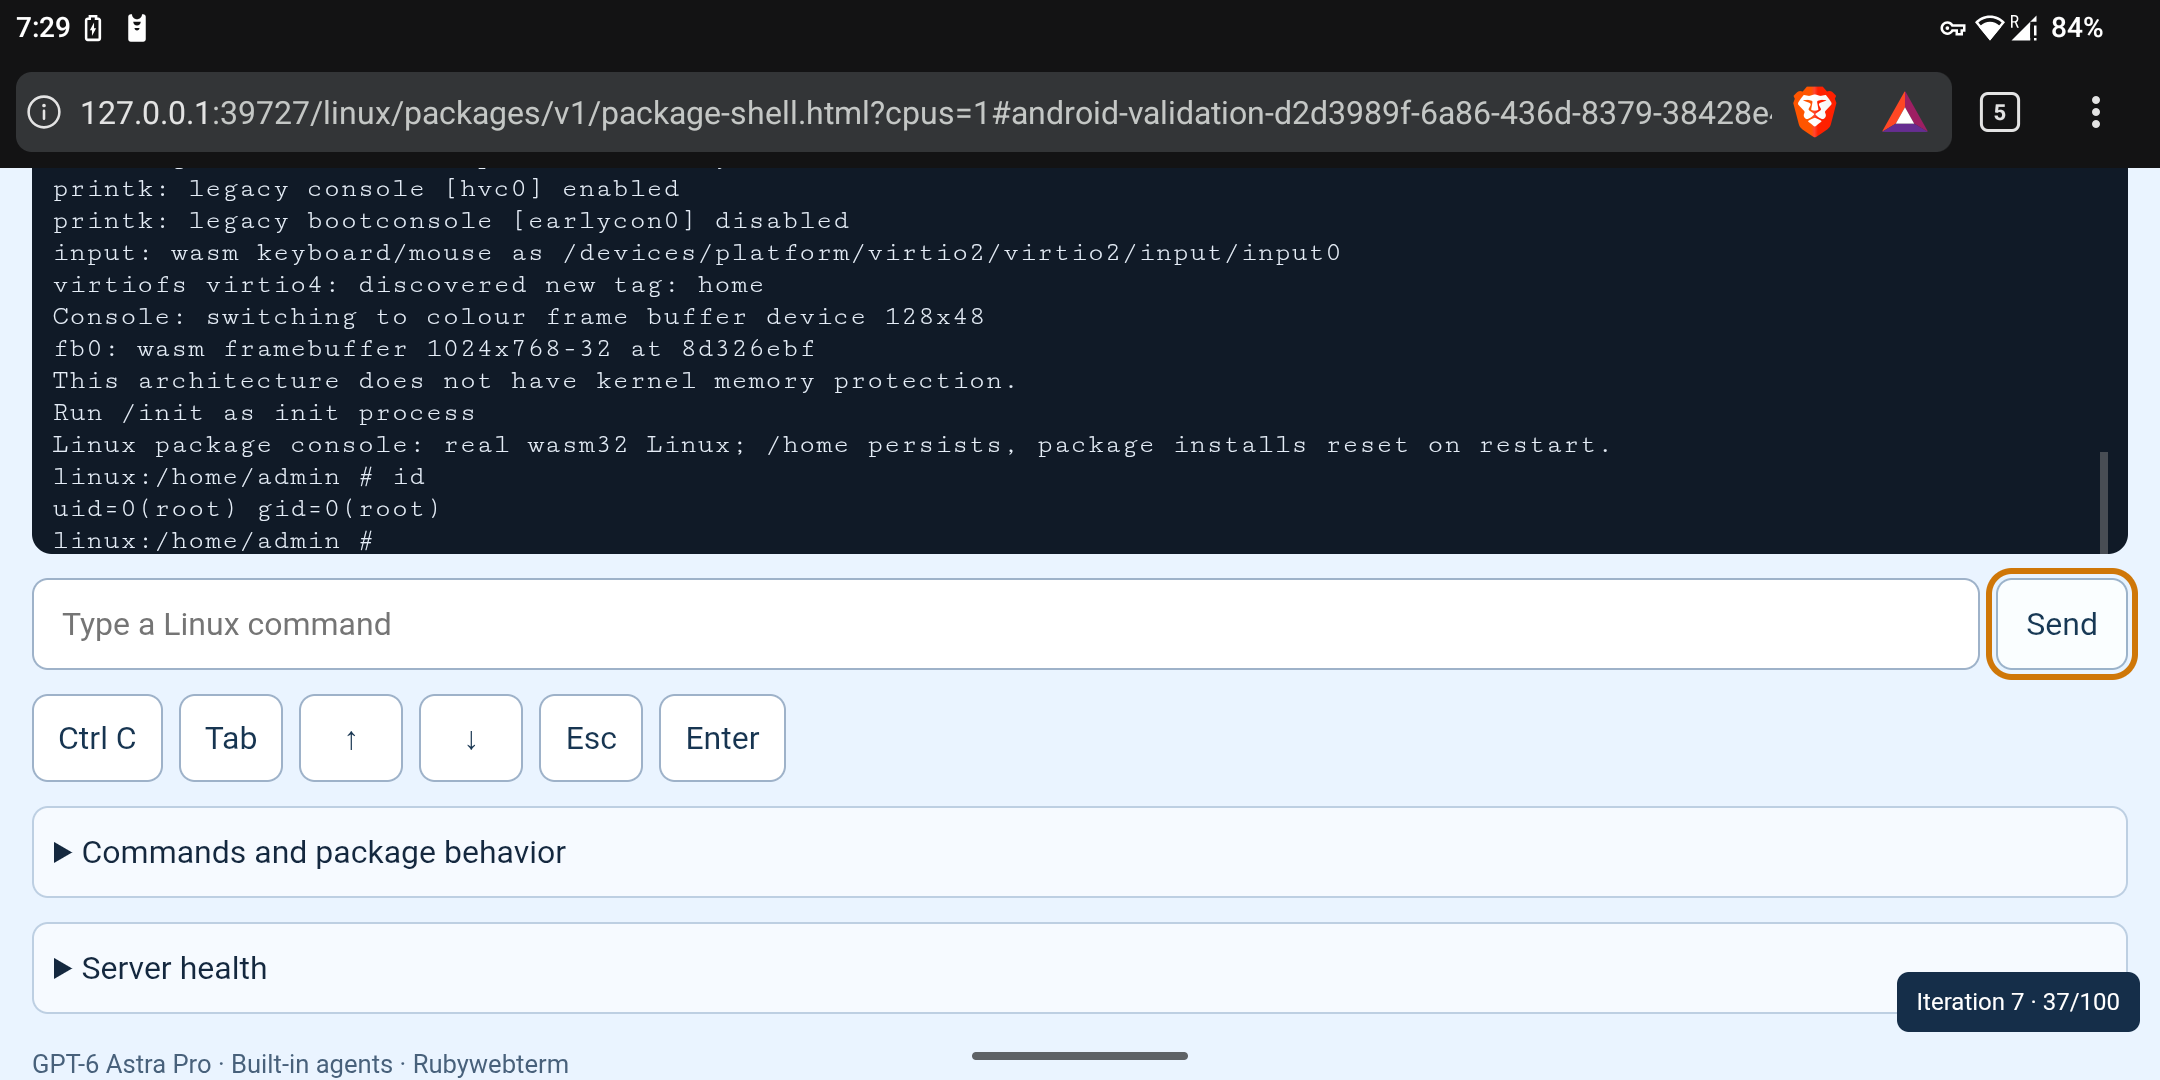 7:29
R
84%
127.0.0.1:39727/linux/packages/v1/package-shell.html?cpus=1#android-validation-d2d3989f-6a86-436d-8379-38428e
5
printk: legacy console [hvc0] enabled
printk: legacy bootconsole [earlycon0] disabled
input: wasm keyboard/mouse as /devices/platform/virtio2/virtio2/input/input0
virtiofs virtio4: discovered new tag: home
Console: switching to colour frame buffer device 128x48
fb0: wasm framebuffer 1024x768-32 at 8d326ebf
This architecture does not have kernel memory protection.
Run /init as init process
Linux package console: real wasm32 Linux; /home persists, package installs reset on restart.
linux:/home/admin # id
uid=0(root) gid=0(root)
linux:/home/admin #
Type a Linux command
Send
Ctrl C
Tab
↑
↓
Esc
Enter
Commands and package behavior
Server health
Iteration 7 · 37/100
GPT-6 Astra Pro · Built-in agents · Rubywebterm